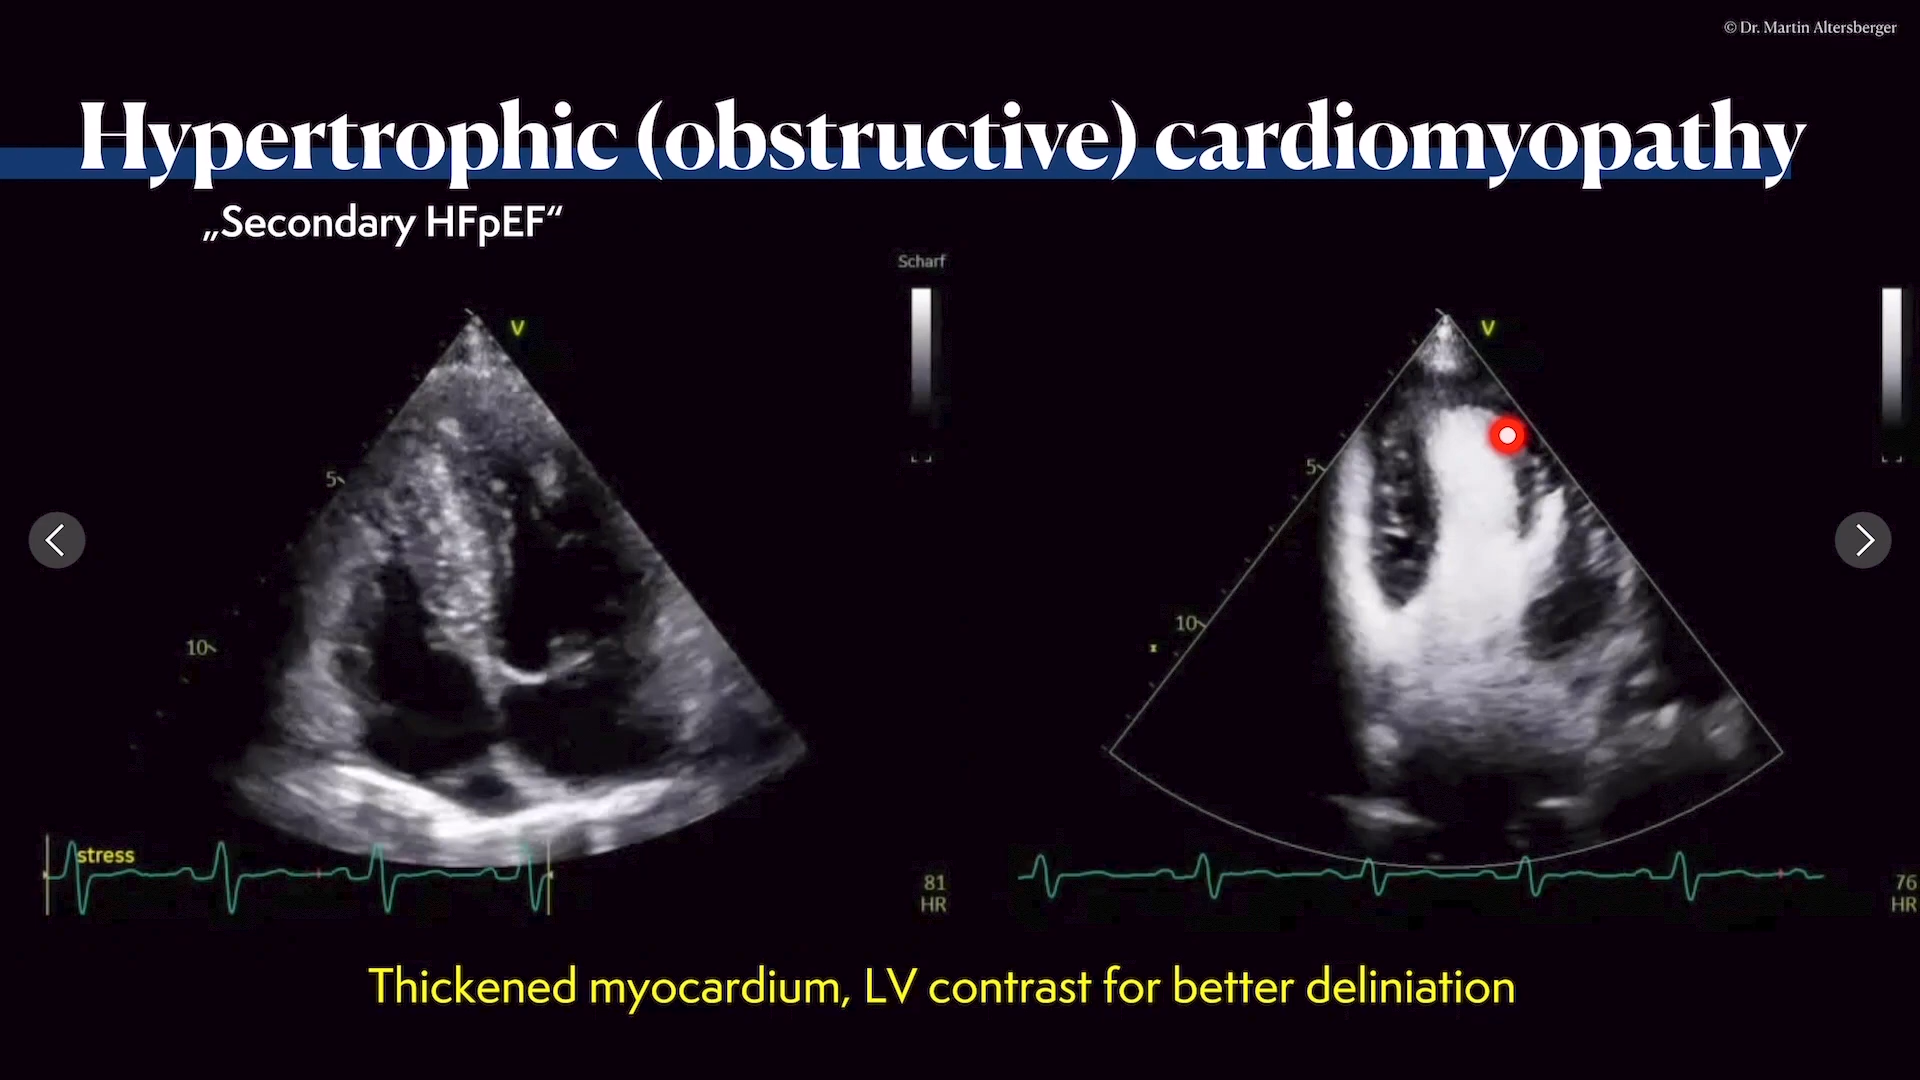 © Dr. Martin Altersberger
Hypertrophic (obstructive) cardiomyopathy
„Secondary HFpEF“
Scharf
V
V
5
5
10
10
stress
81
HR
76
HR
Thickened myocardium, LV contrast for better deliniation